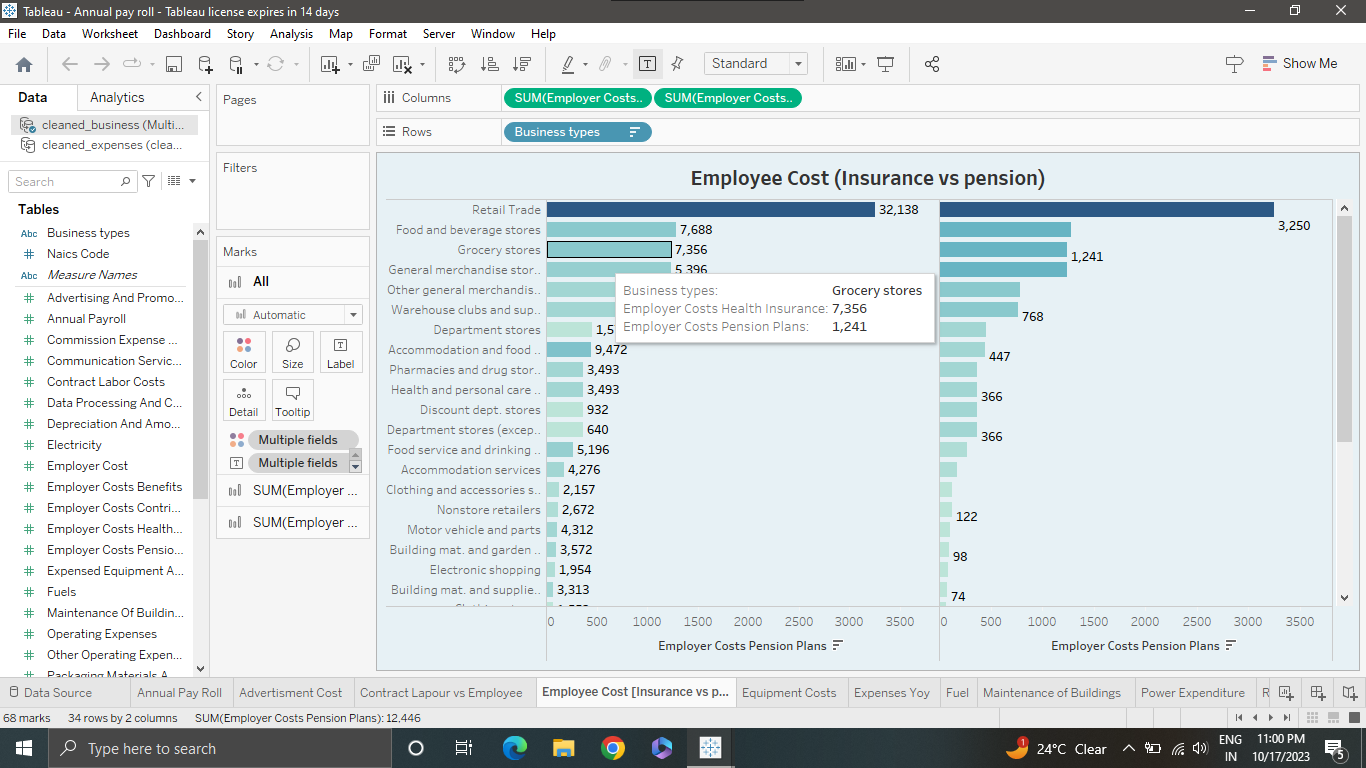 Tableau - Annual pay roll - Tableau license expires in 14 days
File Data Worksheet Dashboard Story Analysis Map Format Server Window Help
Standard
Show Me
Data Analytics
cleaned_business (Multi...
cleaned_expenses (clea...
Search
Tables
Abc Business types
Naics Code
Abc Measure Names
Advertising And Promo...
Annual Payroll
Commission Expense ...
Communication Servic...
Contract Labor Costs
Data Processing And C...
Depreciation And Amo...
Electricity
Employer Cost
Employer Costs Benefits
Employer Costs Contri...
Employer Costs Health...
Employer Costs Pensio...
Expensed Equipment A...
Fuels
Maintenance Of Buildin...
Operating Expenses
Other Operating Expen...
Packaging Materials A...
Pages
Filters
Marks
All
Automatic
Color Size Label
Detail Tooltip
Multiple fields
Multiple fields
SUM(Employer ...
SUM(Employer ...
Columns SUM(Employer Costs.. SUM(Employer Costs..
Rows Business types
Employee Cost (Insurance vs pension)
Retail Trade 32,138 3,250
Food and beverage stores 7,688
Grocery stores 7,356 1,241
General merchandise stor.. 5,396
Other general merchandis..
Warehouse clubs and sup.. 768
Department stores 1,5
Accommodation and food .. 9,472 447
Pharmacies and drug stor.. 3,493
Health and personal care .. 3,493 366
Discount dept. stores 932
Department stores (excep.. 640 366
Food service and drinking .. 5,196
Accommodation services 4,276
Clothing and accessories s.. 2,157
Nonstore retailers 2,672 122
Motor vehicle and parts 4,312
Building mat. and garden .. 3,572 98
Electronic shopping 1,954
Building mat. and supplie.. 3,313 74
Business types: Grocery stores
Employer Costs Health Insurance: 7,356
Employer Costs Pension Plans: 1,241
0 500 1000 1500 2000 2500 3000 3500 0 500 1000 1500 2000 2500 3000 3500
Employer Costs Pension Plans Employer Costs Pension Plans
Data Source Annual Pay Roll Advertisment Cost Contract Lapour vs Employee Employee Cost [Insurance vs p... Equipment Costs Expenses Yoy Fuel Maintenance of Buildings Power Expenditure R
68 marks 34 rows by 2 columns SUM(Employer Costs Pension Plans): 12,446
Type here to search
1 24°C Clear
ENG
IN
11:00 PM
10/17/2023
5